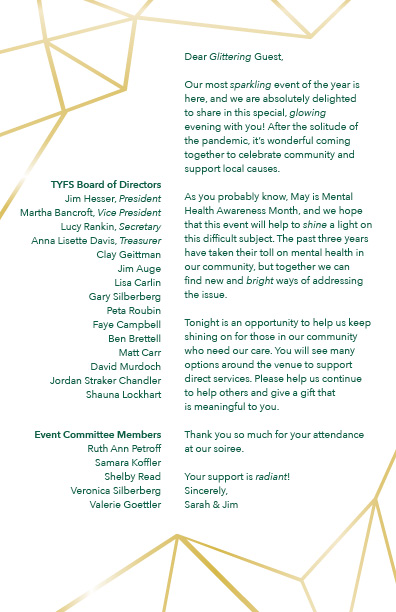 TYFS Board of Directors
Jim Hesser, President
Martha Bancroft, Vice President
Lucy Rankin, Secretary
Anna Lisette Davis, Treasurer
Clay Geittman
Jim Auge
Lisa Carlin
Gary Silberberg
Peta Roubin
Faye Campbell
Ben Brettell
Matt Carr
David Murdoch
Jordan Straker Chandler
Shauna Lockhart
Event Committee Members
Ruth Ann Petroff
Samara Koffler
Shelby Read
Veronica Silberberg
Valerie Goettler
Dear Glittering Guest,
Our most sparkling event of the year is
here, and we are absolutely delighted
to share in this special, glowing
evening with you! After the solitude of
the pandemic, it's wonderful coming
together to celebrate community and
support local causes.
As you probably know, May is Mental
Health Awareness Month, and we hope
that this event will help to shine a light on
this difficult subject. The past three years
have taken their toll on mental health in
our community, but together we can
find new and bright ways of addressing
the issue.
Tonight is an opportunity to help us keep
shining on for those in our community
who need our care. You will see many
options around the venue to support
direct services. Please help us continue
to help others and give a gift that
is meaningful to you.
Thank you so much for your attendance
at our soiree.
Your support is radiant!
Sincerely,
Sarah & Jim